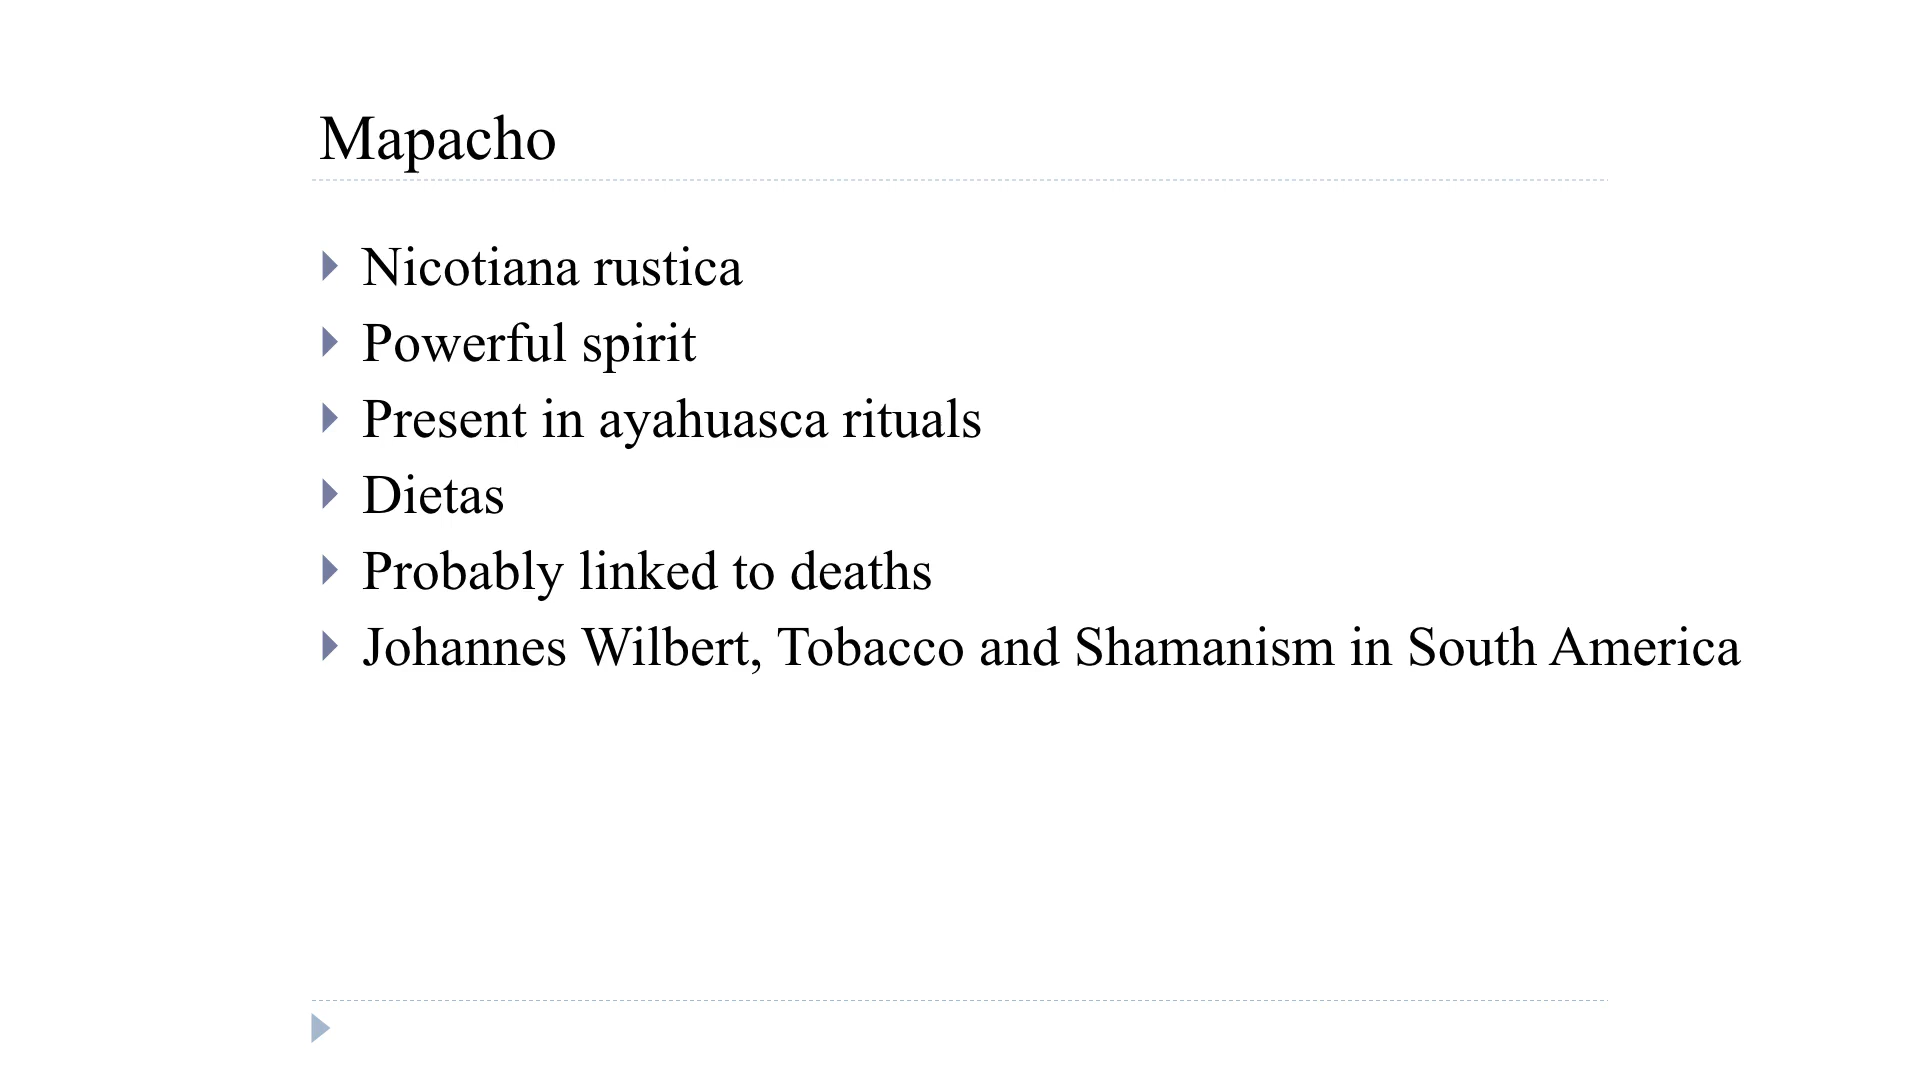 Mapacho
Nicotiana rustica
Powerful spirit
Present in ayahuasca rituals
Dietas
Probably linked to deaths
Johannes Wilbert, Tobacco and Shamanism in South America